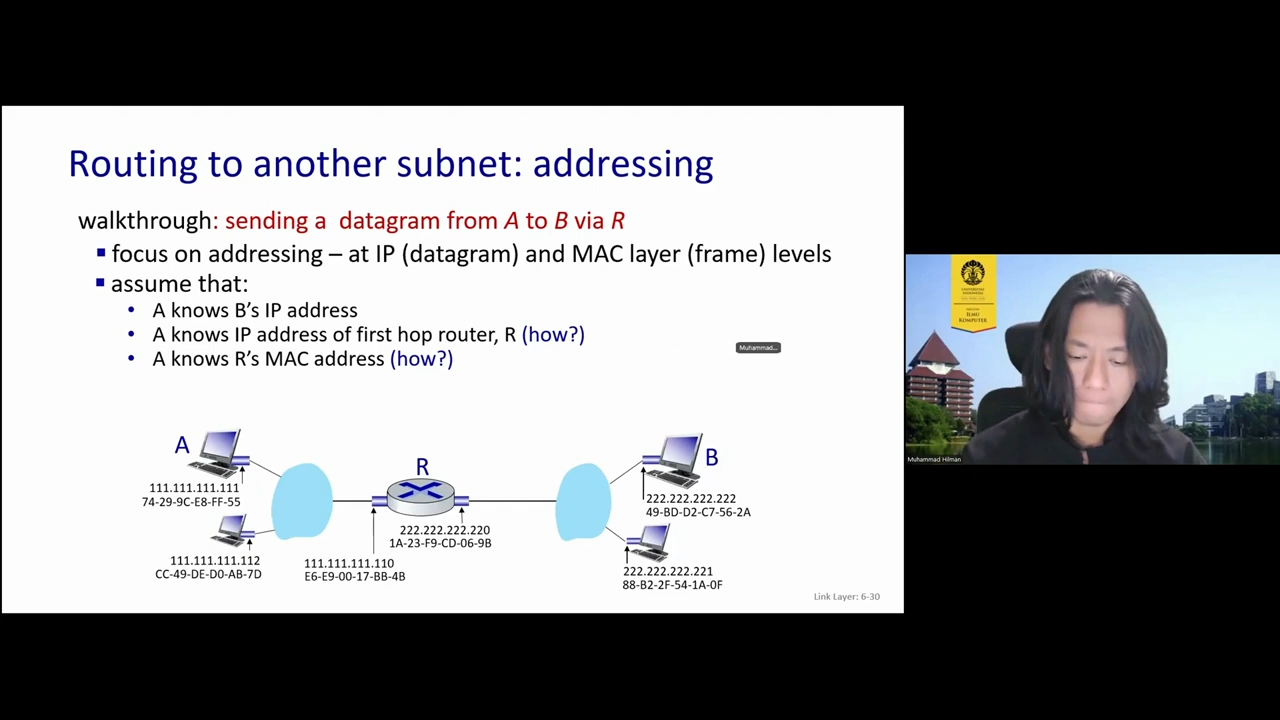 Routing to another subnet: addressing
walkthrough: sending a datagram from A to B via R
focus on addressing – at IP (datagram) and MAC layer (frame) levels
assume that:
A knows B's IP address
A knows IP address of first hop router, R (how?)
A knows R's MAC address (how?)
Muhammad...
A
111.111.111.111
74-29-9C-E8-FF-55
111.111.111.112
CC-49-DE-D0-AB-7D
R
222.222.222.220
1A-23-F9-CD-06-9B
111.111.111.110
E6-E9-00-17-BB-4B
B
222.222.222.222
49-BD-D2-C7-56-2A
222.222.222.221
88-B2-2F-54-1A-0F
Link Layer: 6-30
UNIVERSITAS
INDONESIA
ILMU
KOMPUTER
Muhammad Hilman